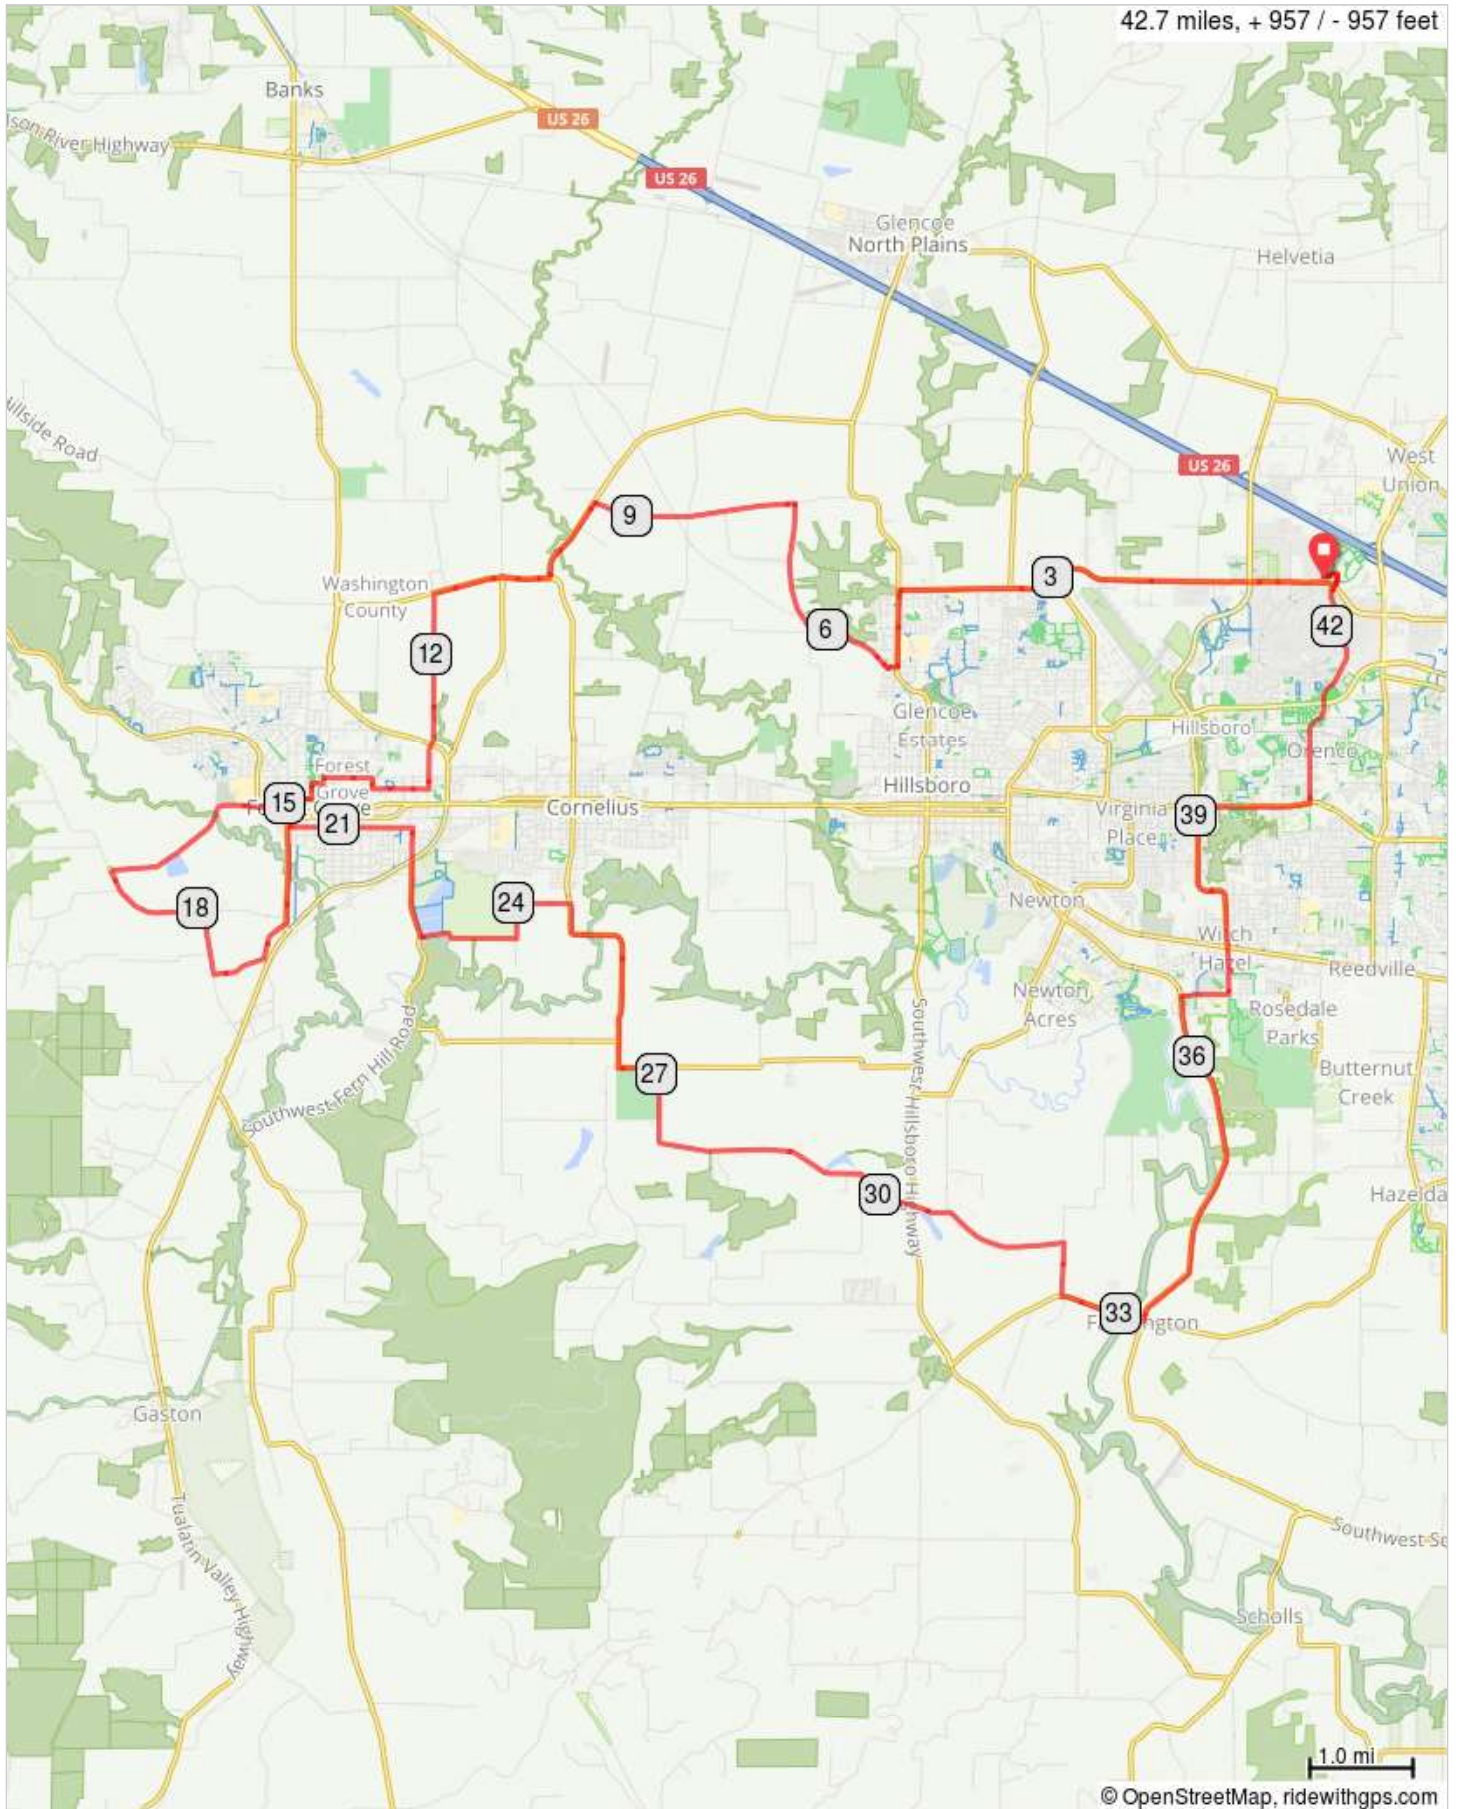 42.7 miles, + 957 / - 957 feet
Banks
son River Highway
US 26
US 26
Glencoe
North Plains
Helvetia
Hillside Road
West
Union
US 26
9
3
Washington
County
6
42
12
Glencoe
Estates
Hillsboro
Orenco
Forest
Grove
15
21
Cornelius
Hillsboro
Virginia
Place
39
18
24
Newton
Witch
Hazel
Reedville
Newton
Acres
Rosedale
Parks
36
Butternut
Creek
27
Southwest Fern Hill Road
Southwest Hillsboro Highway
30
Hazelda
33
ngton
Gaston
Tualatin Valley Highway
Southwest Sc
Scholls
1.0 mi
© OpenStreetMap, ridewithgps.com